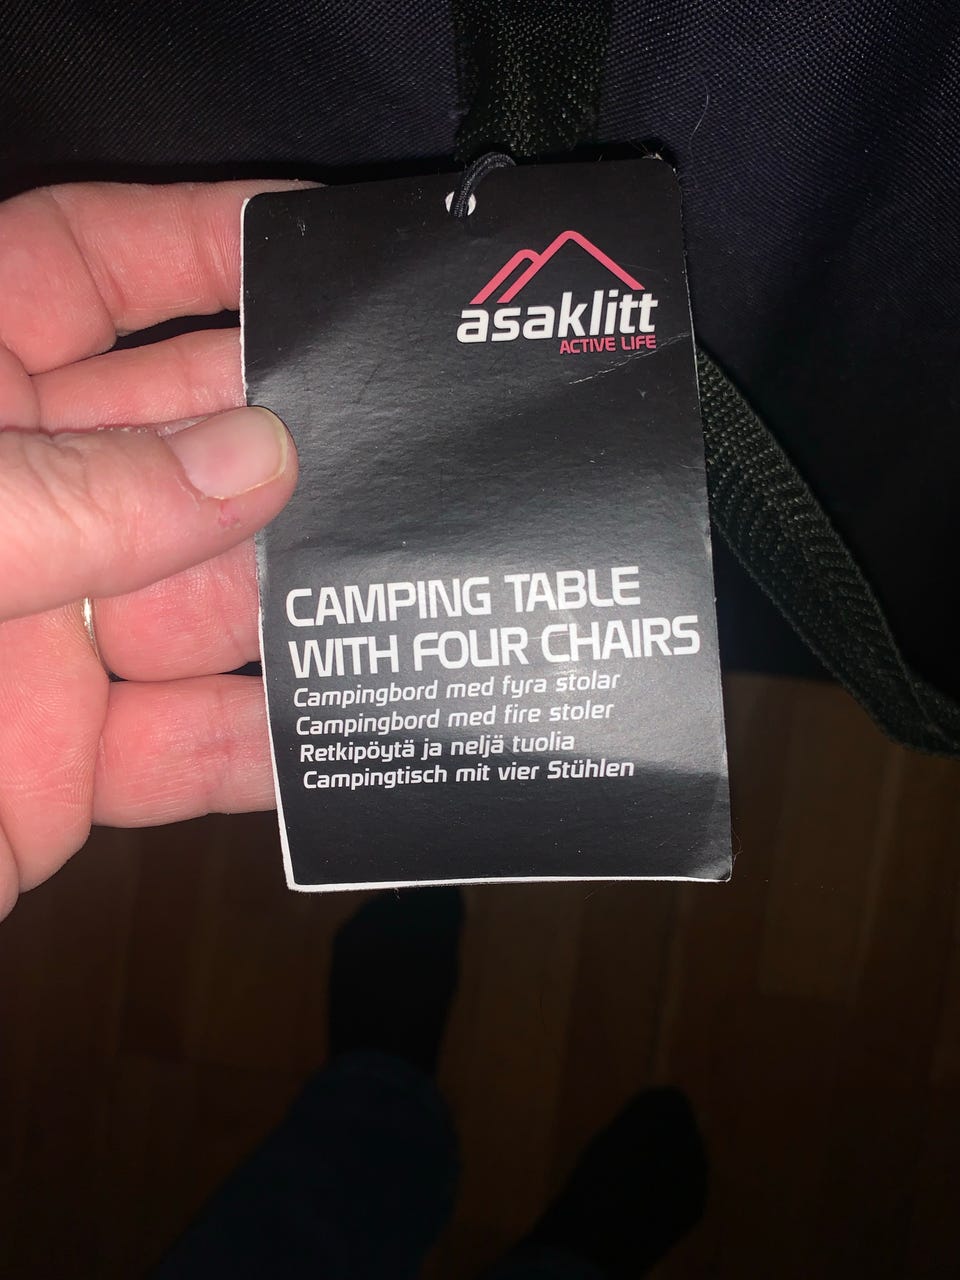 asaklitt
ACTIVE LIFE
CAMPING TABLE
WITH FOUR CHAIRS
Campingbord med fyra stolar
Campingbord med fire stoler
Retkipöytä ja neljä tuolia
Campingtisch mit vier Stühlen